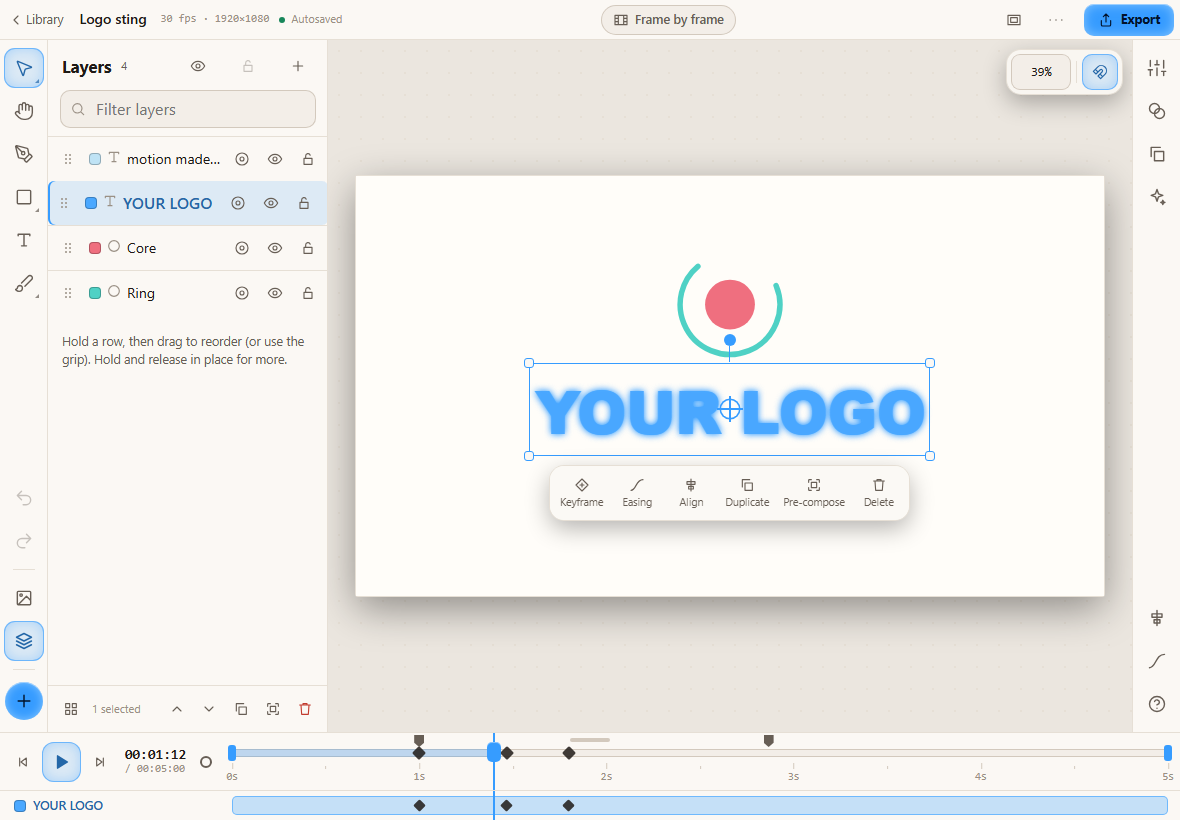 Library
Logo sting
30 fps · 1920×1080
Autosaved
Frame by frame
Export
Layers 4
Filter layers
motion made...
YOUR LOGO
Core
Ring
Hold a row, then drag to reorder (or use the
grip). Hold and release in place for more.
1 selected
39%
YOUR LOGO
Keyframe
Easing
Align
Duplicate
Pre-compose
Delete
00:01:12
/ 00:05:00
0s
1s
2s
3s
4s
5s
YOUR LOGO